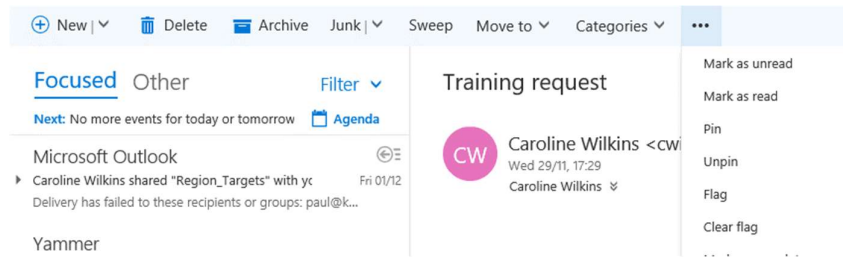 New Delete Archive Junk Sweep Move to Categories ...
Focused Other Filter
Next: No more events for today or tomorrow Agenda
Microsoft Outlook
Caroline Wilkins shared "Region_Targets" with yc Fri 01/12
Delivery has failed to these recipients or groups: paul@k...
Yammer
Training request
CW
Caroline Wilkins <cwi
Wed 29/11, 17:29
Caroline Wilkins
Mark as unread
Mark as read
Pin
Unpin
Flag
Clear flag